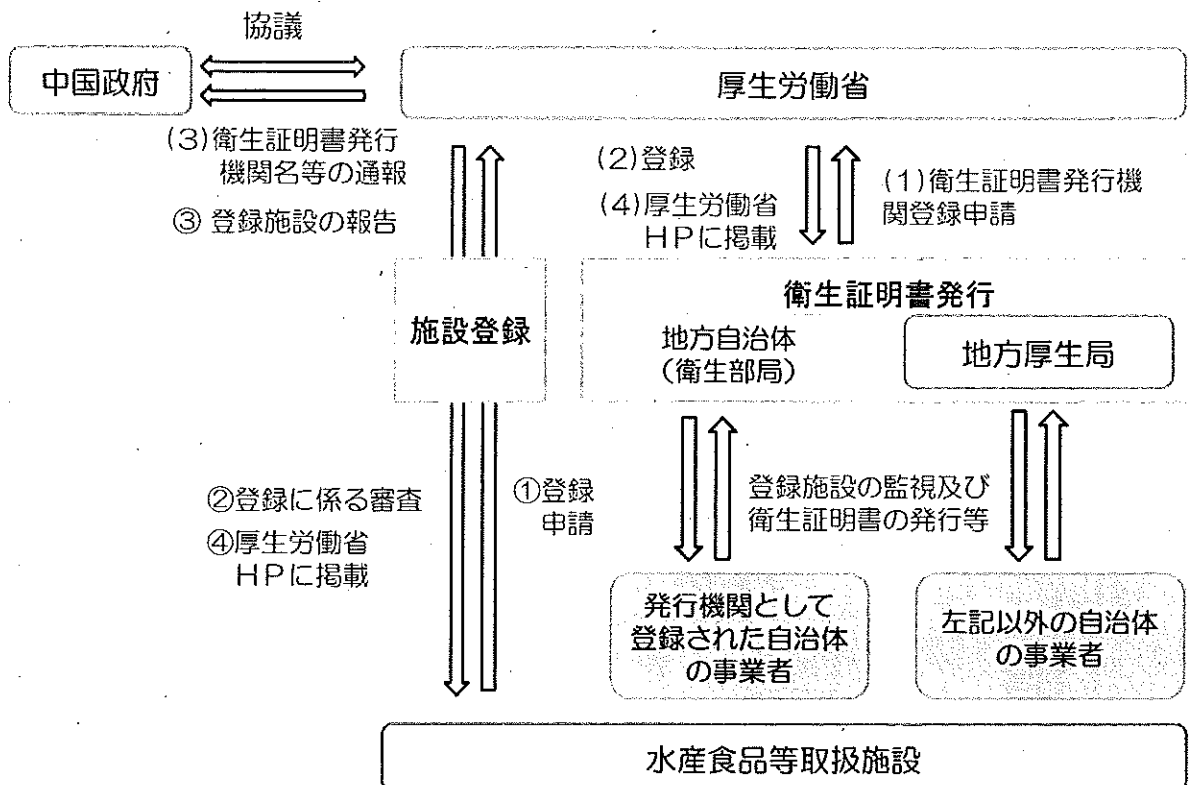 協議
中国政府
厚生労働省
(3)衛生証明書発行
機関名等の通報
③ 登録施設の報告
(2)登録
(4)厚生労働省
HPに掲載
(1)衛生証明書発行機
関登録申請
施設登録
衛生証明書発行
地方自治体
(衛生部局)
地方厚生局
②登録に係る審査
④厚生労働省
HPに掲載
①登録
申請
登録施設の監視及び
衛生証明書の発行等
発行機関として
登録された自治体
の事業者
左記以外の自治体
の事業者
水産食品等取扱施設